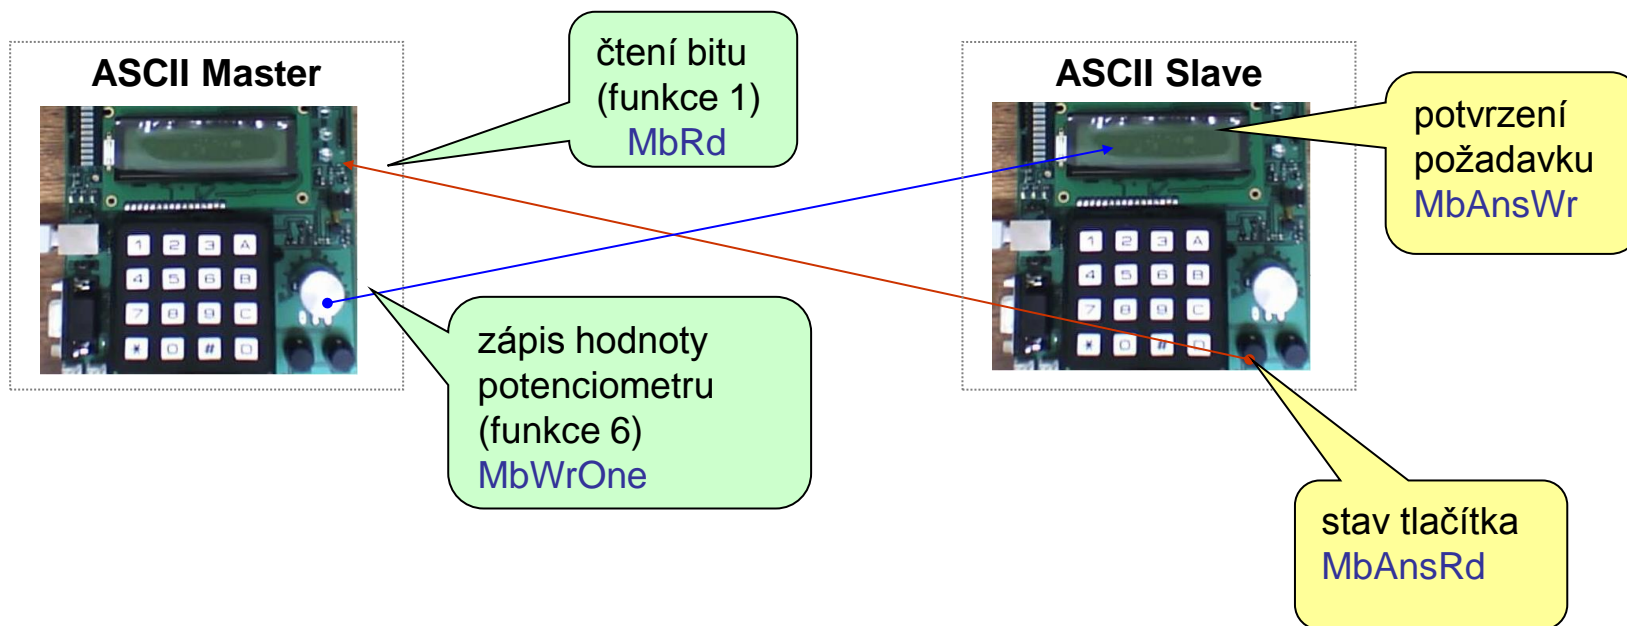 ASCII Master
čtení bitu
(funkce 1)
MbRd
ASCII Slave
potvrzení
požadavku
MbAnsWr
1 2 3 A
4 5 6 B
7 8 9 C
* 0 # D
1 2 3 A
4 5 6 B
7 8 9 C
* 0 # D
zápis hodnoty
potenciometru
(funkce 6)
MbWrOne
stav tlačítka
MbAnsRd